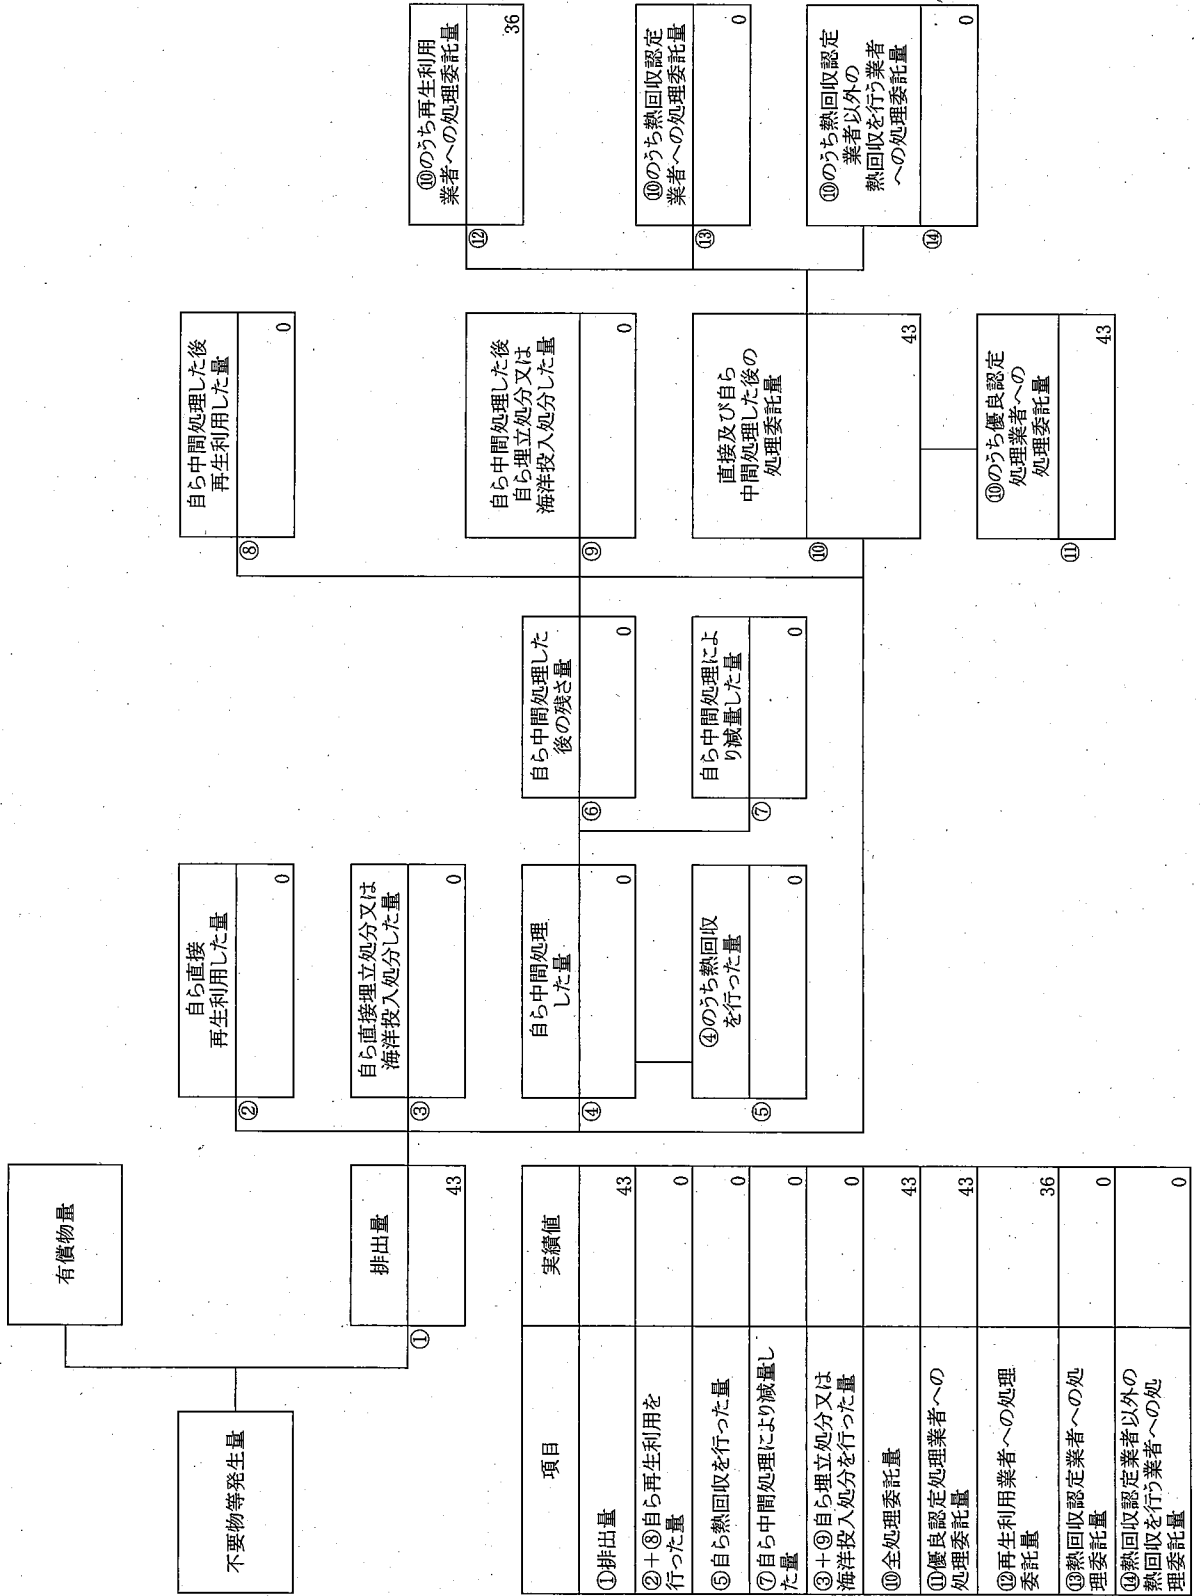 不要物等発生量
有償物量
排出量
①
43
自ら直接
再生利用した量
②
0
自ら直接埋立処分又は
海洋投入処分した量
③
0
自ら中間処理
した量
④
0
④のうち熱回収
を行った量
⑤
0
自ら中間処理した
後の残さ量
⑥
0
自ら中間処理によ
り減量した量
⑦
0
自ら中間処理した後
再生利用した量
⑧
0
自ら中間処理した後
自ら埋立処分又は
海洋投入処分した量
⑨
0
直接及び自ら
中間処理した後の
処理委託量
⑩
43
⑩のうち優良認定
処理業者への
処理委託量
⑪
43
⑩のうち再生利用
業者への処理委託量
⑫
36
⑩のうち熱回収認定
業者への処理委託量
⑬
0
⑩のうち熱回収認定
業者以外の
熱回収を行う業者
への処理委託量
⑭
0
項目 実績値
①排出量 43
②+⑧自ら再生利用を
行った量 0
⑤自ら熱回収を行った量 0
⑦自ら中間処理により減量し
た量 0
③+⑨自ら埋立処分又は
海洋投入処分を行った量 0
⑩全処理委託量 43
⑪優良認定処理業者への
処理委託量 43
⑫再生利用業者への処理
委託量 36
⑬熱回収認定業者への処
理委託量 0
⑭熱回収認定業者以外の
熱回収を行う業者への処
理委託量 0